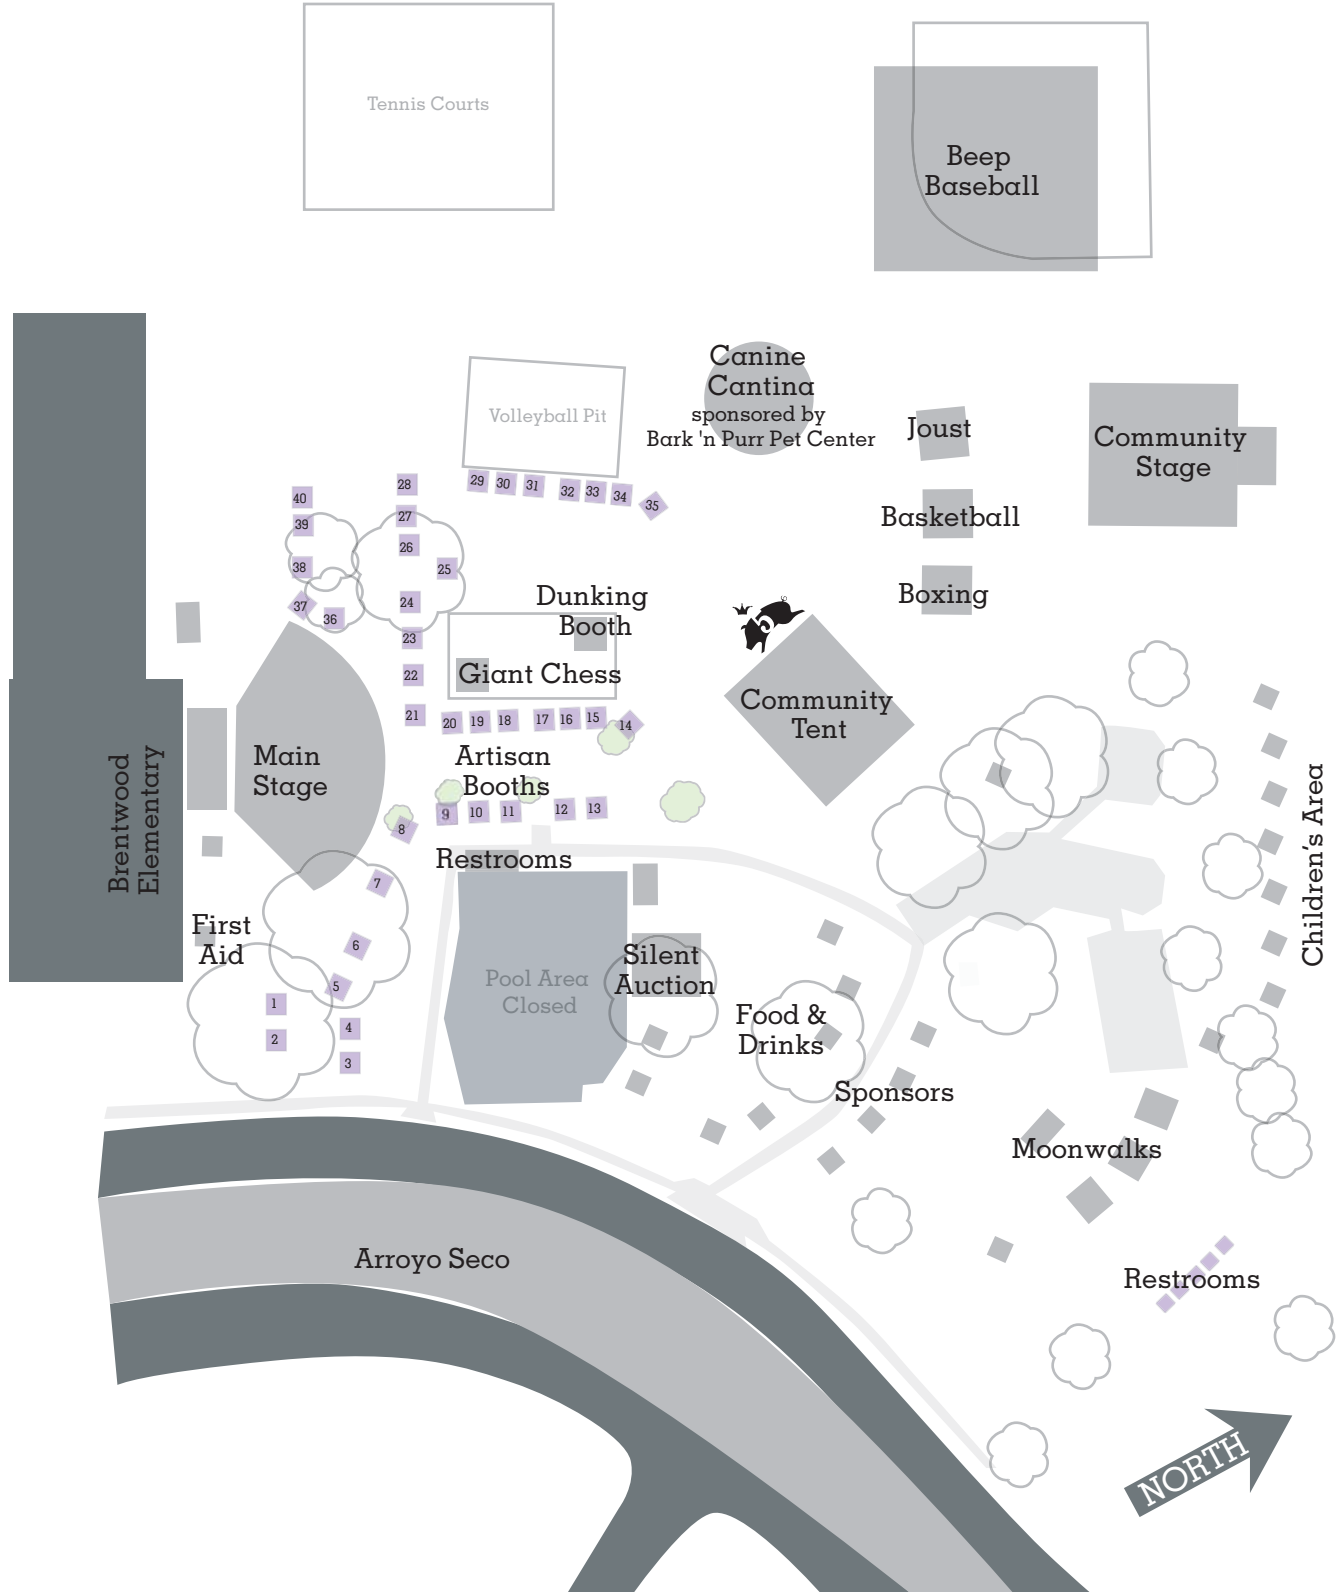 Tennis Courts
Beep
Baseball
Canine
Cantina
sponsored by
Bark 'n Purr Pet Center
Volleyball Pit
Joust
Community
Stage
29
30
31
32
33
34
35
28
40
27
39
26
38
25
Basketball
Boxing
37
36
24
23
22
21
Dunking
Booth
Giant Chess
20
19
18
17
16
15
14
Community
Tent
Main
Stage
Artisan
Booths
Brentwood
Elementary
8
9
10
11
12
13
Restrooms
Children's Area
7
First
Aid
6
5
1
2
4
3
Pool Area
Closed
Silent
Auction
Food &
Drinks
Sponsors
Moonwalks
Arroyo Seco
Restrooms
NORTH